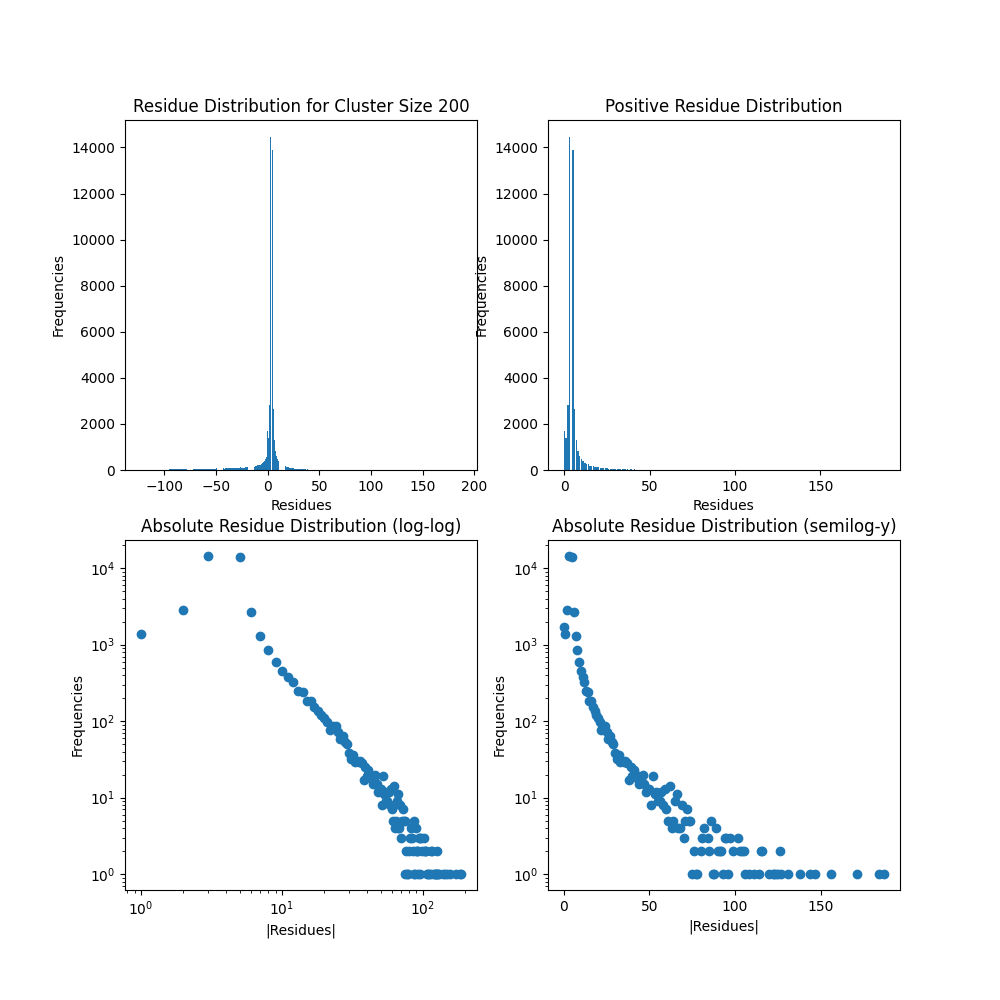 Residue Distribution for Cluster Size 200
Frequencies
14000
12000
10000
8000
6000
4000
2000
0
−100 −50 0 50 100 150 200
Residues
Positive Residue Distribution
Frequencies
14000
12000
10000
8000
6000
4000
2000
0
0 50 100 150
Residues
Absolute Residue Distribution (log-log)
Frequencies
10⁴
10³
10²
10¹
10⁰
10⁰ 10¹ 10²
|Residues|
Absolute Residue Distribution (semilog-y)
Frequencies
10⁴
10³
10²
10¹
10⁰
0 50 100 150
|Residues|